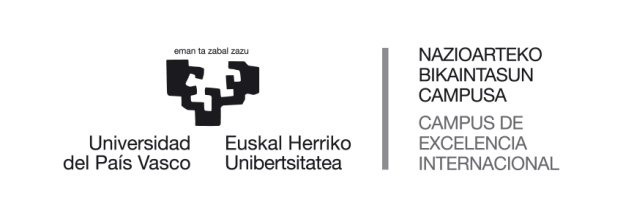 eman ta zabal zazu
Universidad
del País Vasco
Euskal Herriko
Unibertsitatea
NAZIOARTEKO
BIKAINTASUN
CAMPUSA
CAMPUS DE
EXCELENCIA
INTERNACIONAL